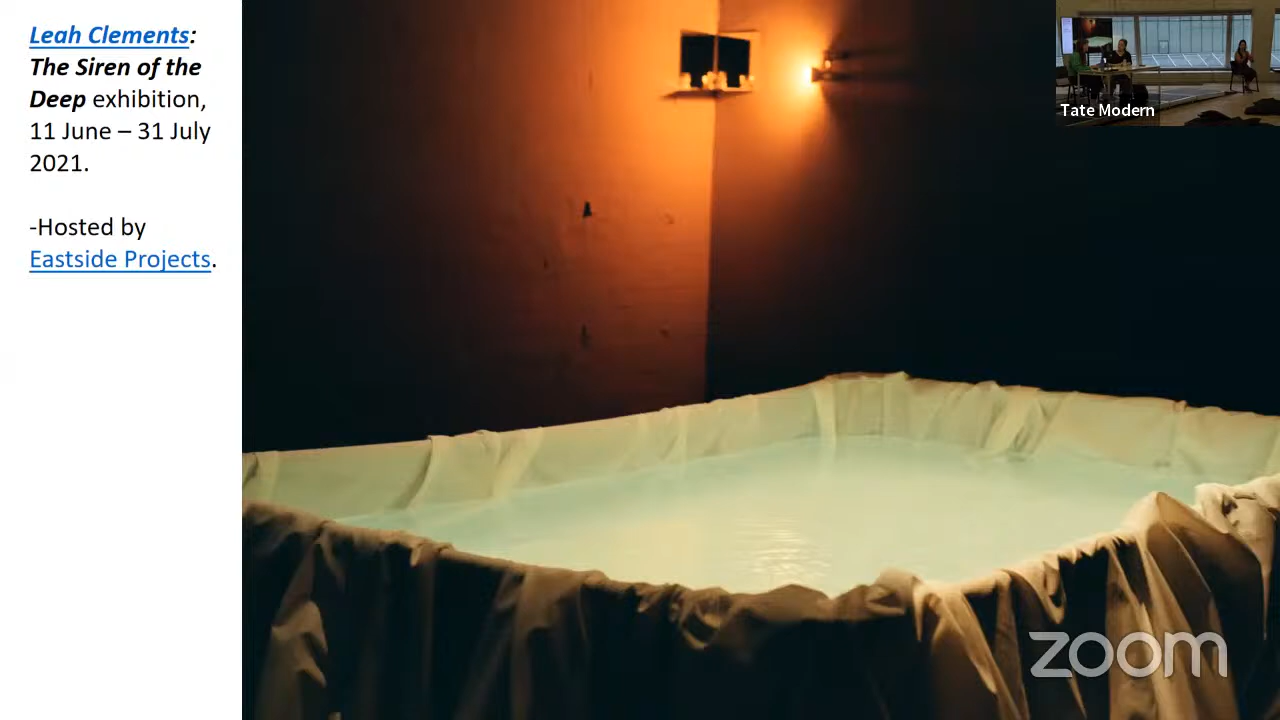 Leah Clements:
The Siren of the
Deep exhibition,
11 June – 31 July
2021.
-Hosted by
Eastside Projects.
Tate Modern
zoom